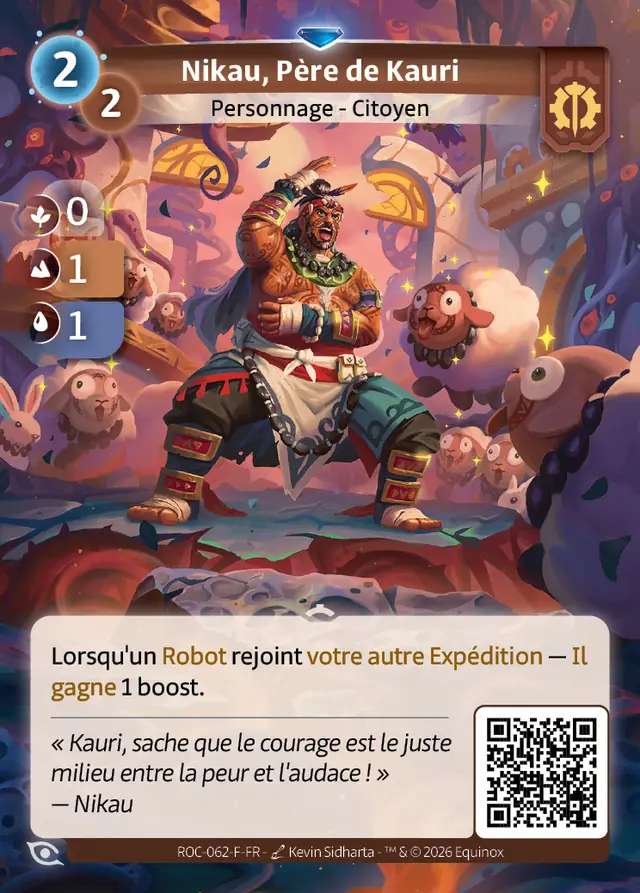 2
Nikau, Père de Kauri
2
Personnage - Citoyen
0
1
1
Lorsqu'un Robot rejoint votre autre Expédition — Il
gagne 1 boost.
« Kauri, sache que le courage est le juste
milieu entre la peur et l'audace ! »
— Nikau
ROC-062-F-FR - Kevin Sidharta - ™ & © 2026 Equinox